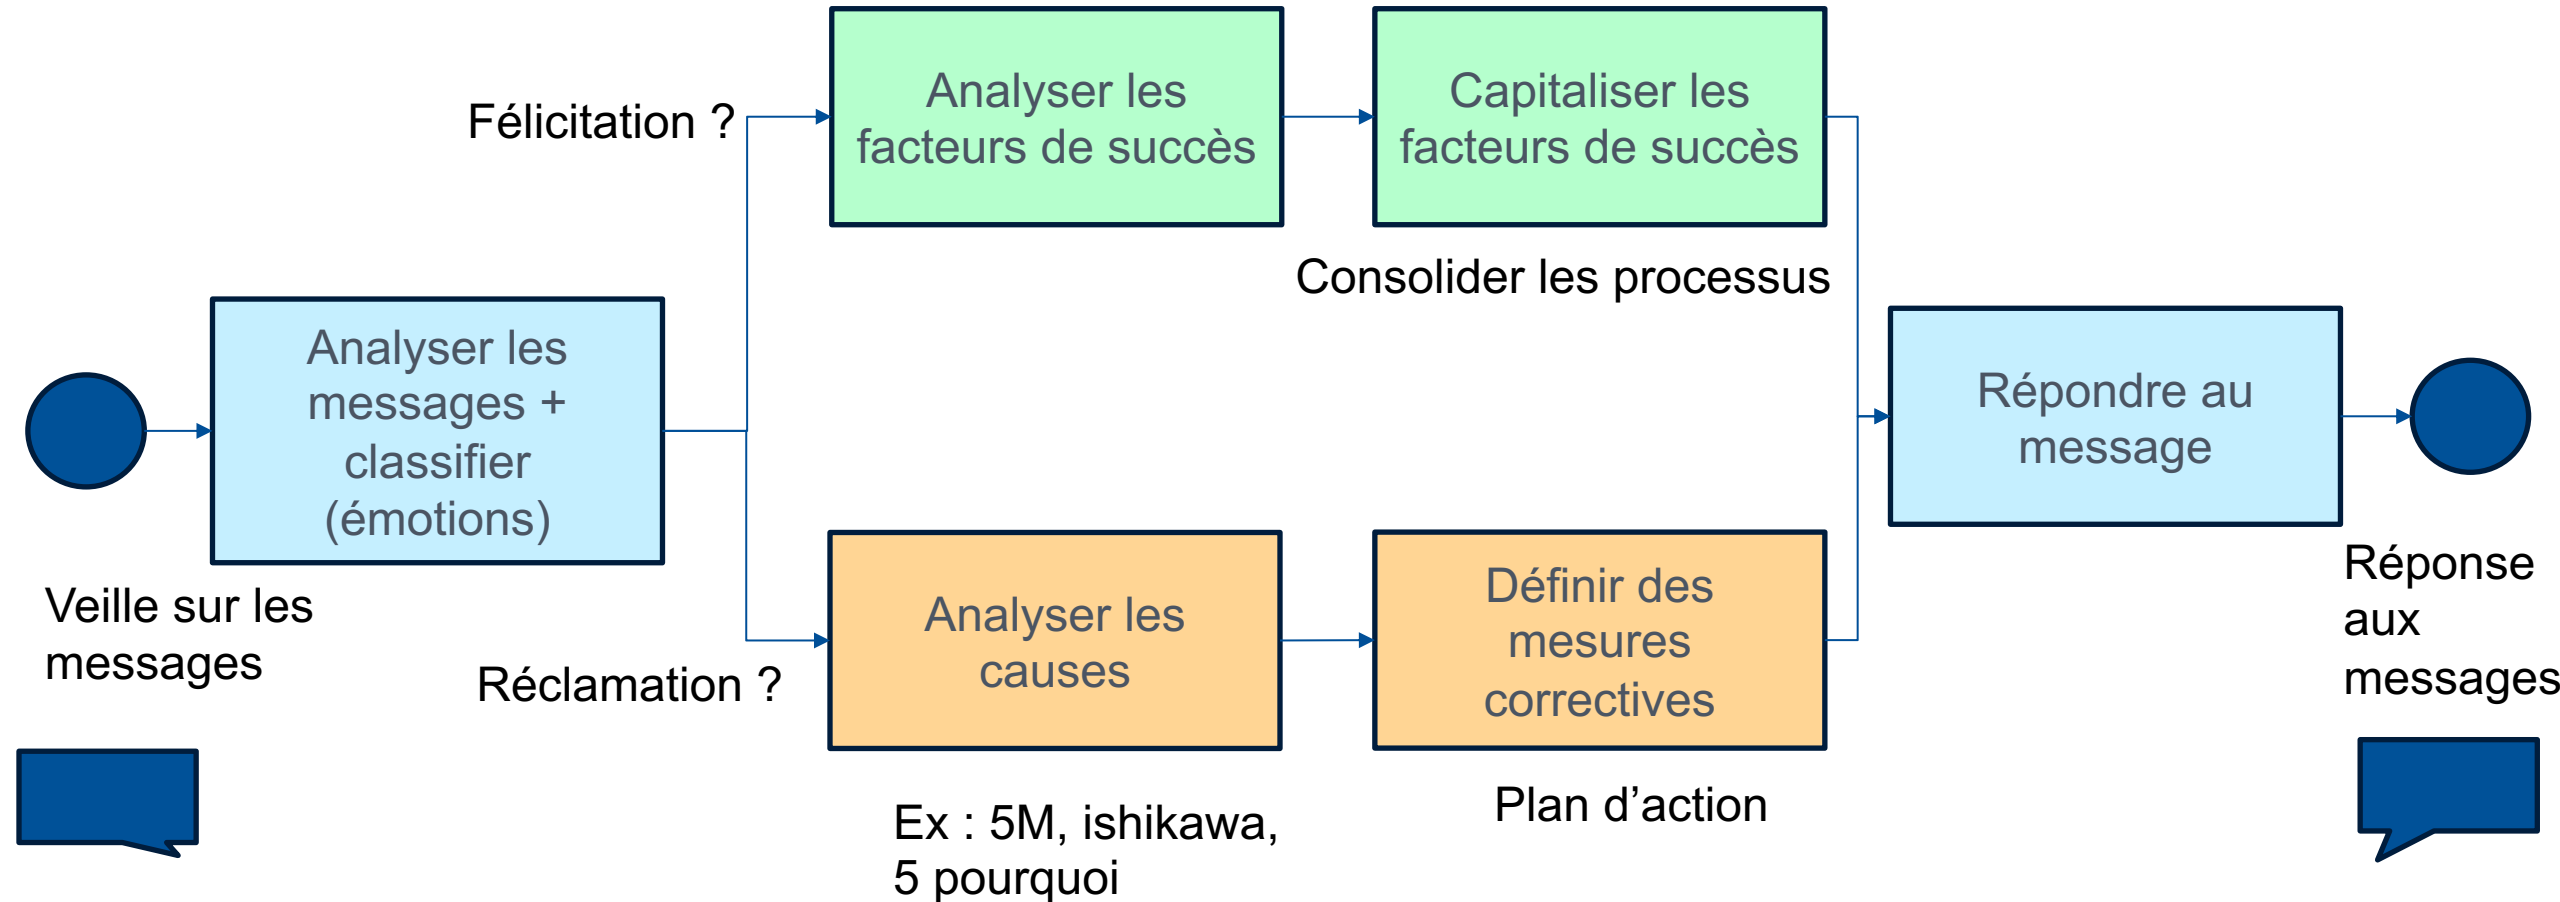 Félicitation ?
Analyser les
facteurs de succès
Capitaliser les
facteurs de succès
Consolider les processus
Analyser les
messages +
classifier
(émotions)
Veille sur les
messages
Réclamation ?
Analyser les
causes
Ex : 5M, ishikawa,
5 pourquoi
Définir des
mesures
correctives
Plan d’action
Répondre au
message
Réponse
aux
messages